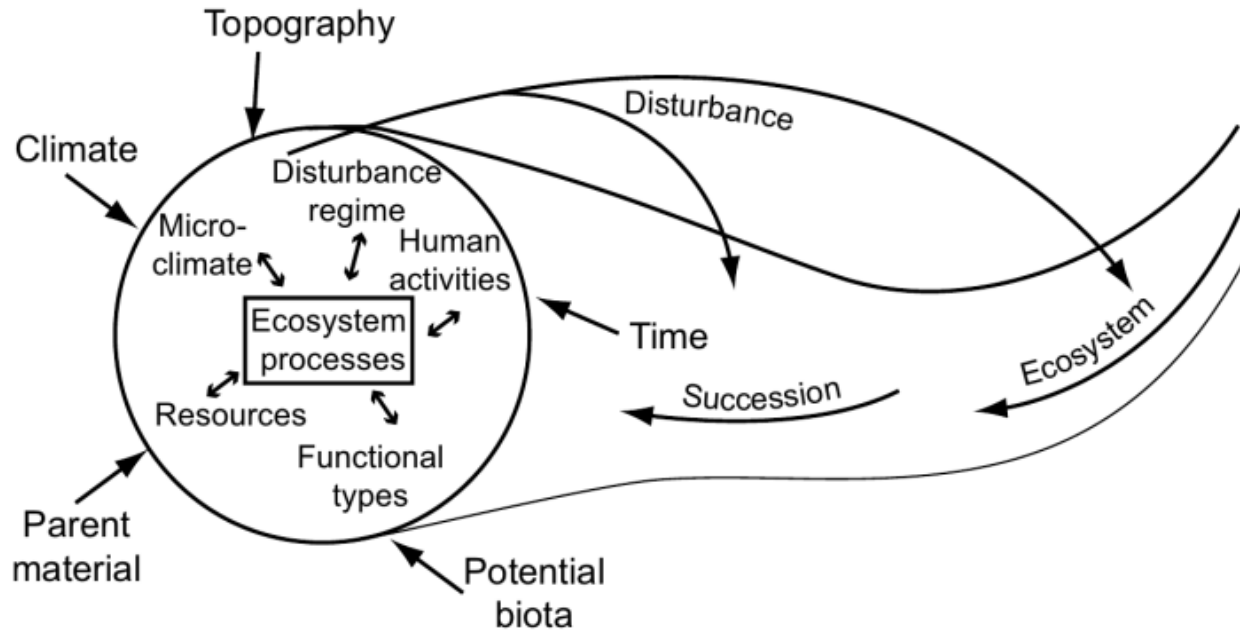 Topography
Climate
Disturbance
Disturbance
regime
Micro-
climate
Human
activities
Ecosystem
processes
Time
Ecosystem
Succession
Resources
Functional
types
Parent
material
Potential
biota